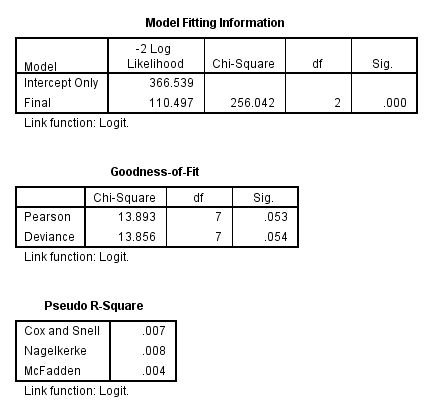 Model Fitting Information
Model -2 Log Likelihood Chi-Square df Sig.
Intercept Only 366.539
Final 110.497 256.042 2 .000
Link function: Logit.
Goodness-of-Fit
Chi-Square df Sig.
Pearson 13.893 7 .053
Deviance 13.856 7 .054
Link function: Logit.
Pseudo R-Square
Cox and Snell .007
Nagelkerke .008
McFadden .004
Link function: Logit.